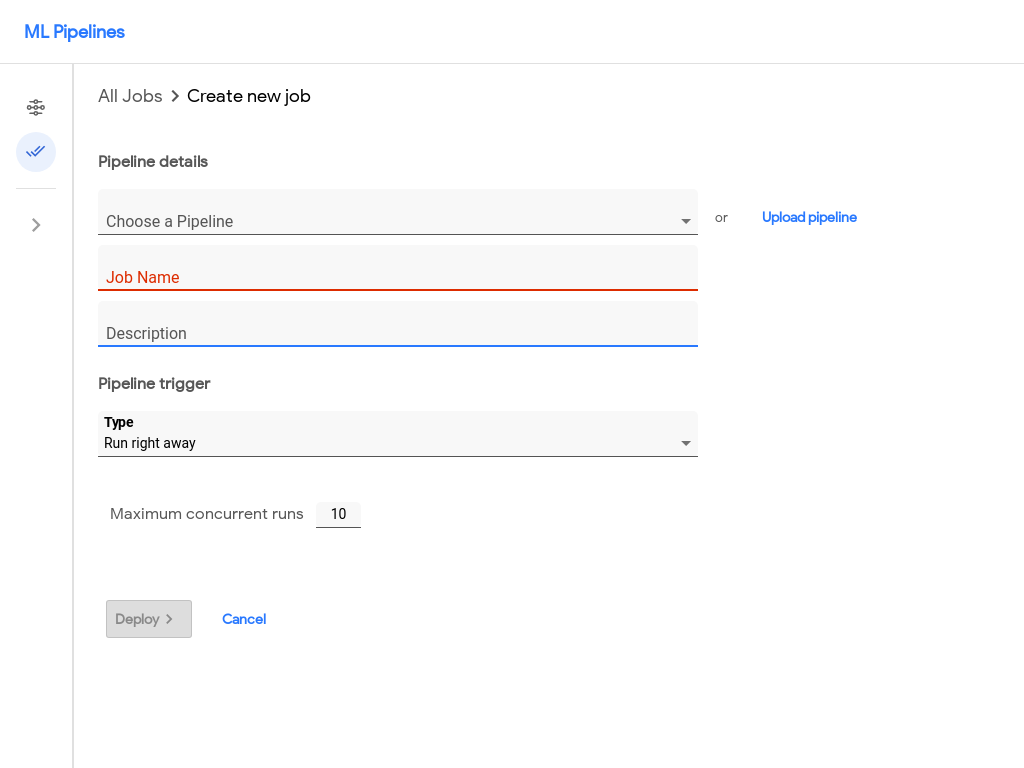 ML Pipelines
All Jobs Create new job
Pipeline details
Choose a Pipeline or Upload pipeline
Job Name
Description
Pipeline trigger
Type
Run right away
Maximum concurrent runs 10
Deploy Cancel